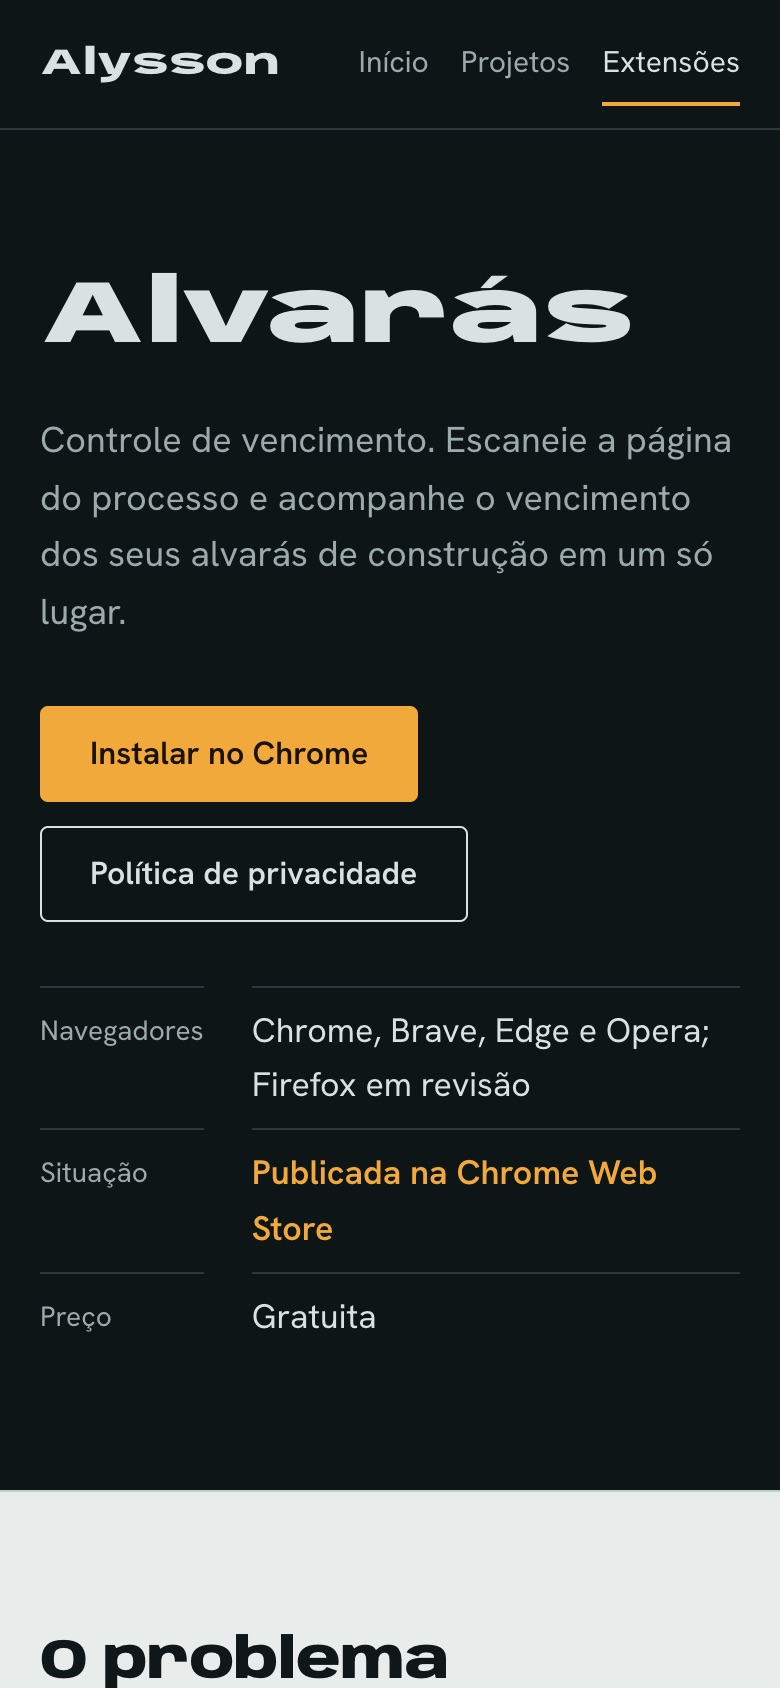 Alysson
Início Projetos Extensões
Alvarás
Controle de vencimento. Escaneie a página
do processo e acompanhe o vencimento
dos seus alvarás de construção em um só
lugar.
Instalar no Chrome
Política de privacidade
Navegadores
Chrome, Brave, Edge e Opera;
Firefox em revisão
Situação
Publicada na Chrome Web
Store
Preço
Gratuita
O problema